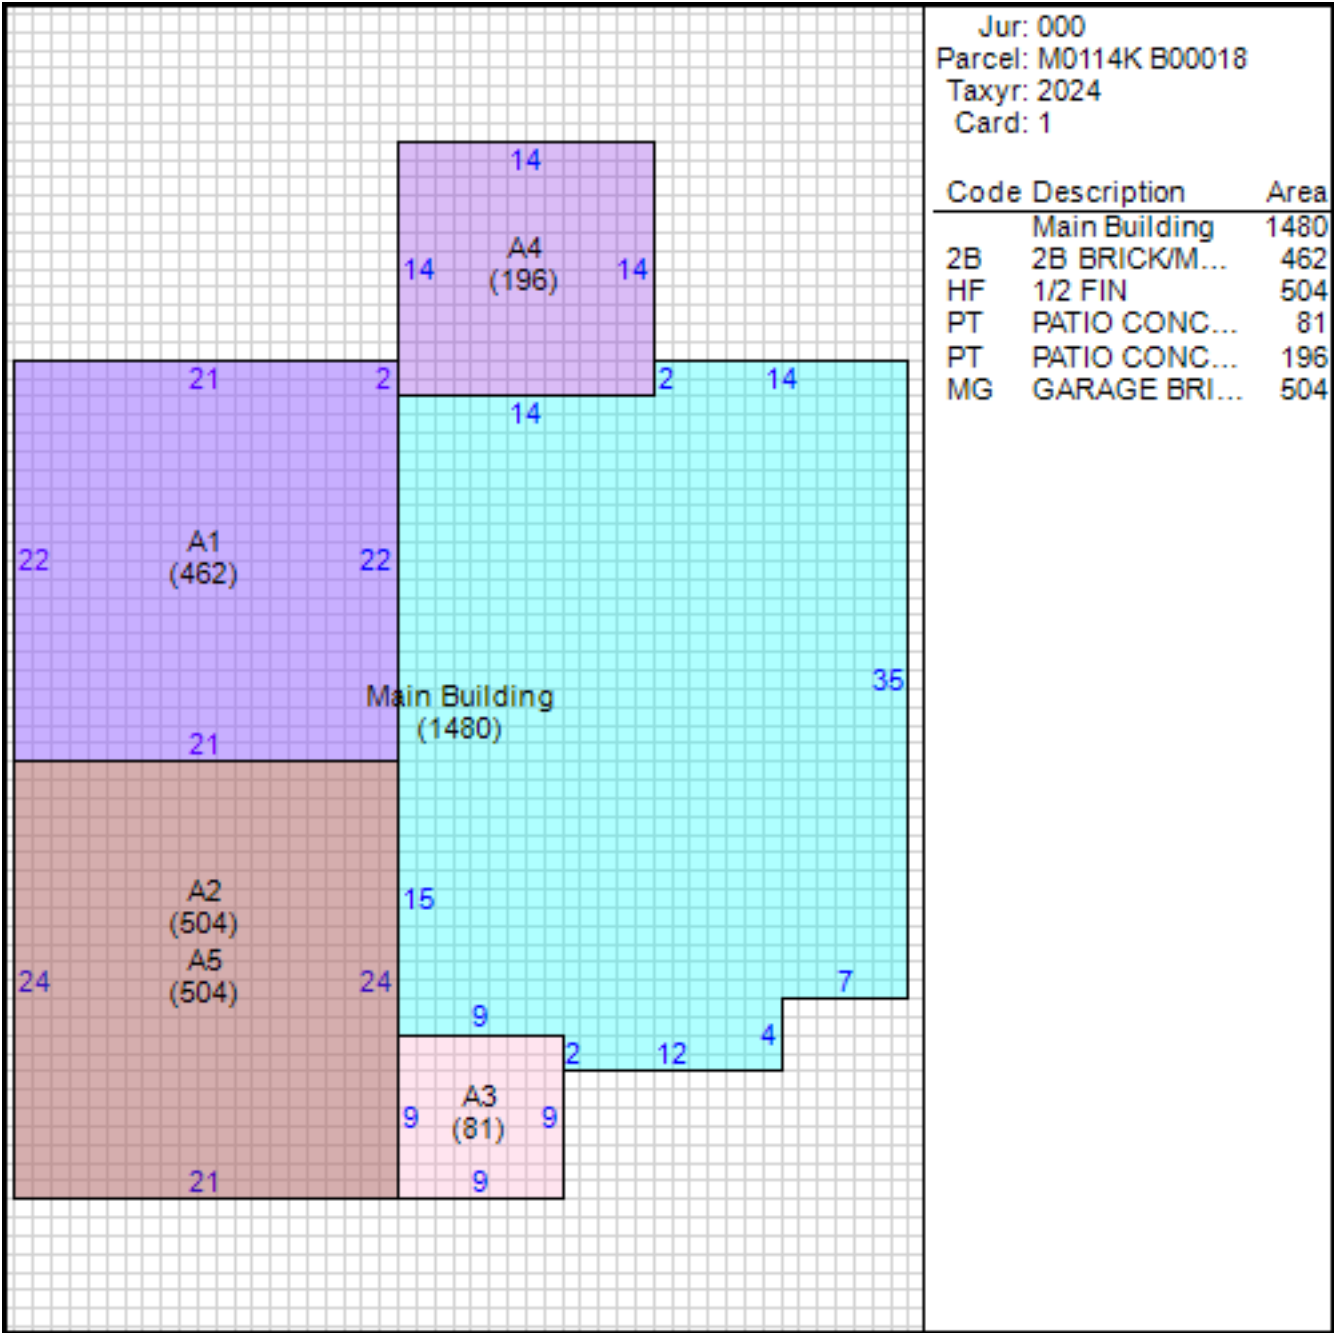 Jur: 000
Parcel: M0114K B00018
Taxyr: 2024
Card: 1
Code Description Area
Main Building 1480
2B 2B BRICK/M... 462
HF 1/2 FIN 504
PT PATIO CONC... 81
PT PATIO CONC... 196
MG GARAGE BRI... 504
14
A4
14 (196) 14
21 2 2 14
14
A1
22 (462) 22
35
Main Building
(1480)
21
A2
15
(504)
A5
24 (504) 24
7
9
2 12 4
A3
9 (81) 9
21 9